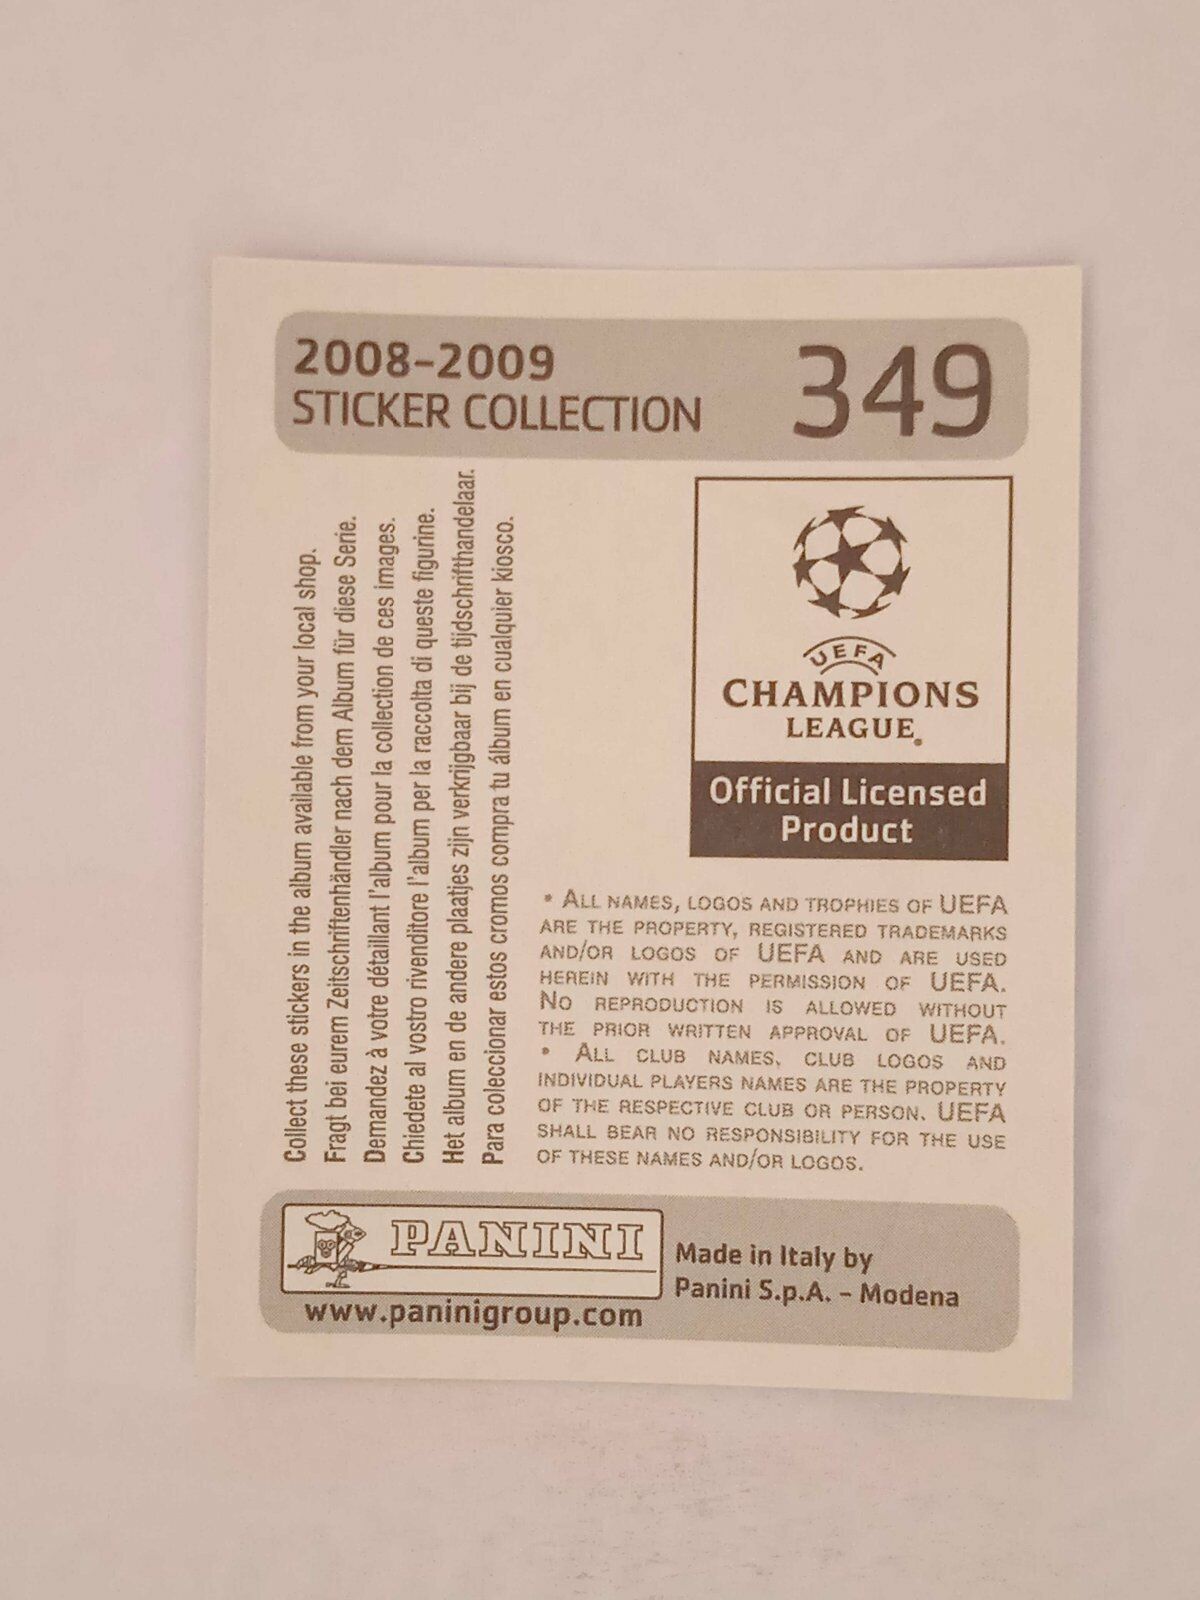 2008-2009
STICKER COLLECTION
349
Collect these stickers in the album available from your local shop.
Fragt bei eurem Zeitschriftenhändler nach dem Album für diese Serie.
Demandez à votre détaillant l'album pour la collection de ces images.
Chiedete al vostro rivenditore l'album per la raccolta di queste figurine.
Het album en de andere plaatjes zijn verkrijgbaar bij de tijdschrifthandelaar.
Para coleccionar estos cromos compra tu álbum en cualquier kiosco.
UEFA
CHAMPIONS
LEAGUE
Official Licensed
Product
• ALL NAMES, LOGOS AND TROPHIES OF UEFA
ARE THE PROPERTY, REGISTERED TRADEMARKS
AND/OR LOGOS OF UEFA AND ARE USED
HEREIN WITH THE PERMISSION OF UEFA.
NO REPRODUCTION IS ALLOWED WITHOUT
THE PRIOR WRITTEN APPROVAL OF UEFA.
• ALL CLUB NAMES, CLUB LOGOS AND
INDIVIDUAL PLAYERS NAMES ARE THE PROPERTY
OF THE RESPECTIVE CLUB OR PERSON. UEFA
SHALL BEAR NO RESPONSIBILITY FOR THE USE
OF THESE NAMES AND/OR LOGOS.
PANINI
www.paninigroup.com
Made in Italy by
Panini S.p.A. - Modena